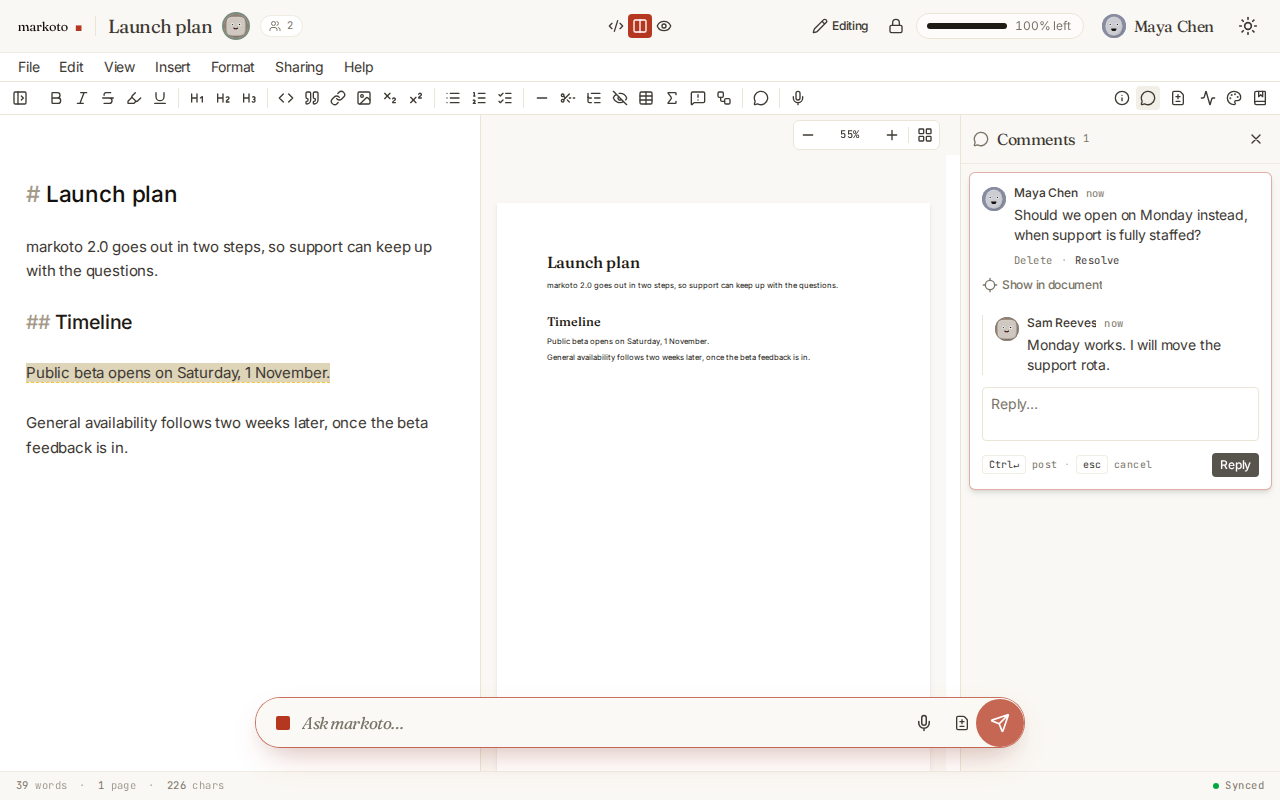 markoto
Launch plan
2
Editing
100% left
Maya Chen
File Edit View Insert Format Sharing Help
H1 H2 H3
x2 x2
55%
# Launch plan
markoto 2.0 goes out in two steps, so support can keep up
with the questions.
## Timeline
Public beta opens on Saturday, 1 November.
General availability follows two weeks later, once the beta
feedback is in.
Launch plan
markoto 2.0 goes out in two steps, so support can keep up with the questions.
Timeline
Public beta opens on Saturday, 1 November.
General availability follows two weeks later, once the beta feedback is in.
Comments 1
Maya Chen now
Should we open on Monday instead,
when support is fully staffed?
Delete · Resolve
Show in document
Sam Reeves now
Monday works. I will move the
support rota.
Reply...
Ctrl↵ post · esc cancel
Reply
Ask markoto...
39 words · 1 page · 226 chars
Synced